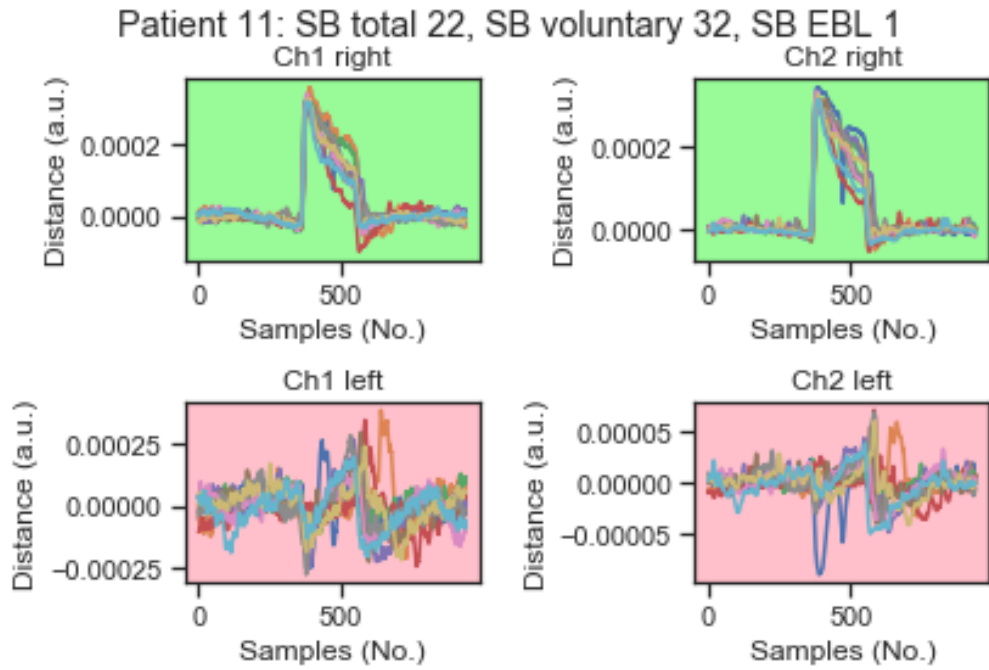 Patient 11: SB total 22, SB voluntary 32, SB EBL 1
Ch1 right
Ch2 right
Distance (a.u.)
0.0002
0.0000
0
500
Samples (No.)
Distance (a.u.)
0.0002
0.0000
0
500
Samples (No.)
Ch1 left
Ch2 left
Distance (a.u.)
0.00025
0.00000
−0.00025
0
500
Samples (No.)
Distance (a.u.)
0.00005
0.00000
−0.00005
0
500
Samples (No.)